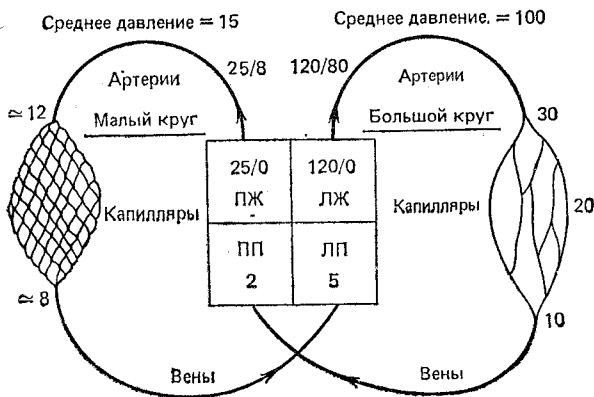 Среднее давление = 15
Среднее давление. = 100
Артерии
25/8
120/80
Артерии
≃ 12
Малый круг
Большой круг
30
25/0
120/0
ПЖ
ЛЖ
Капилляры
Капилляры
20
ПП
ЛП
2
5
≃ 8
10
Вены
Вены